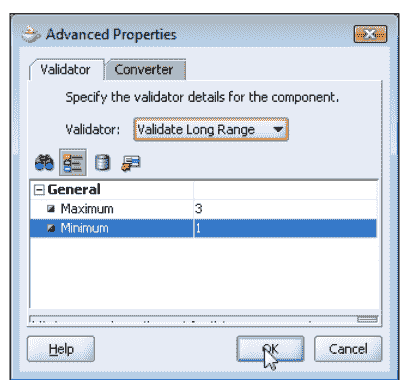 Advanced Properties
Validator Converter
Specify the validator details for the component.
Validator: Validate Long Range
General
Maximum 3
Minimum 1
Help OK Cancel